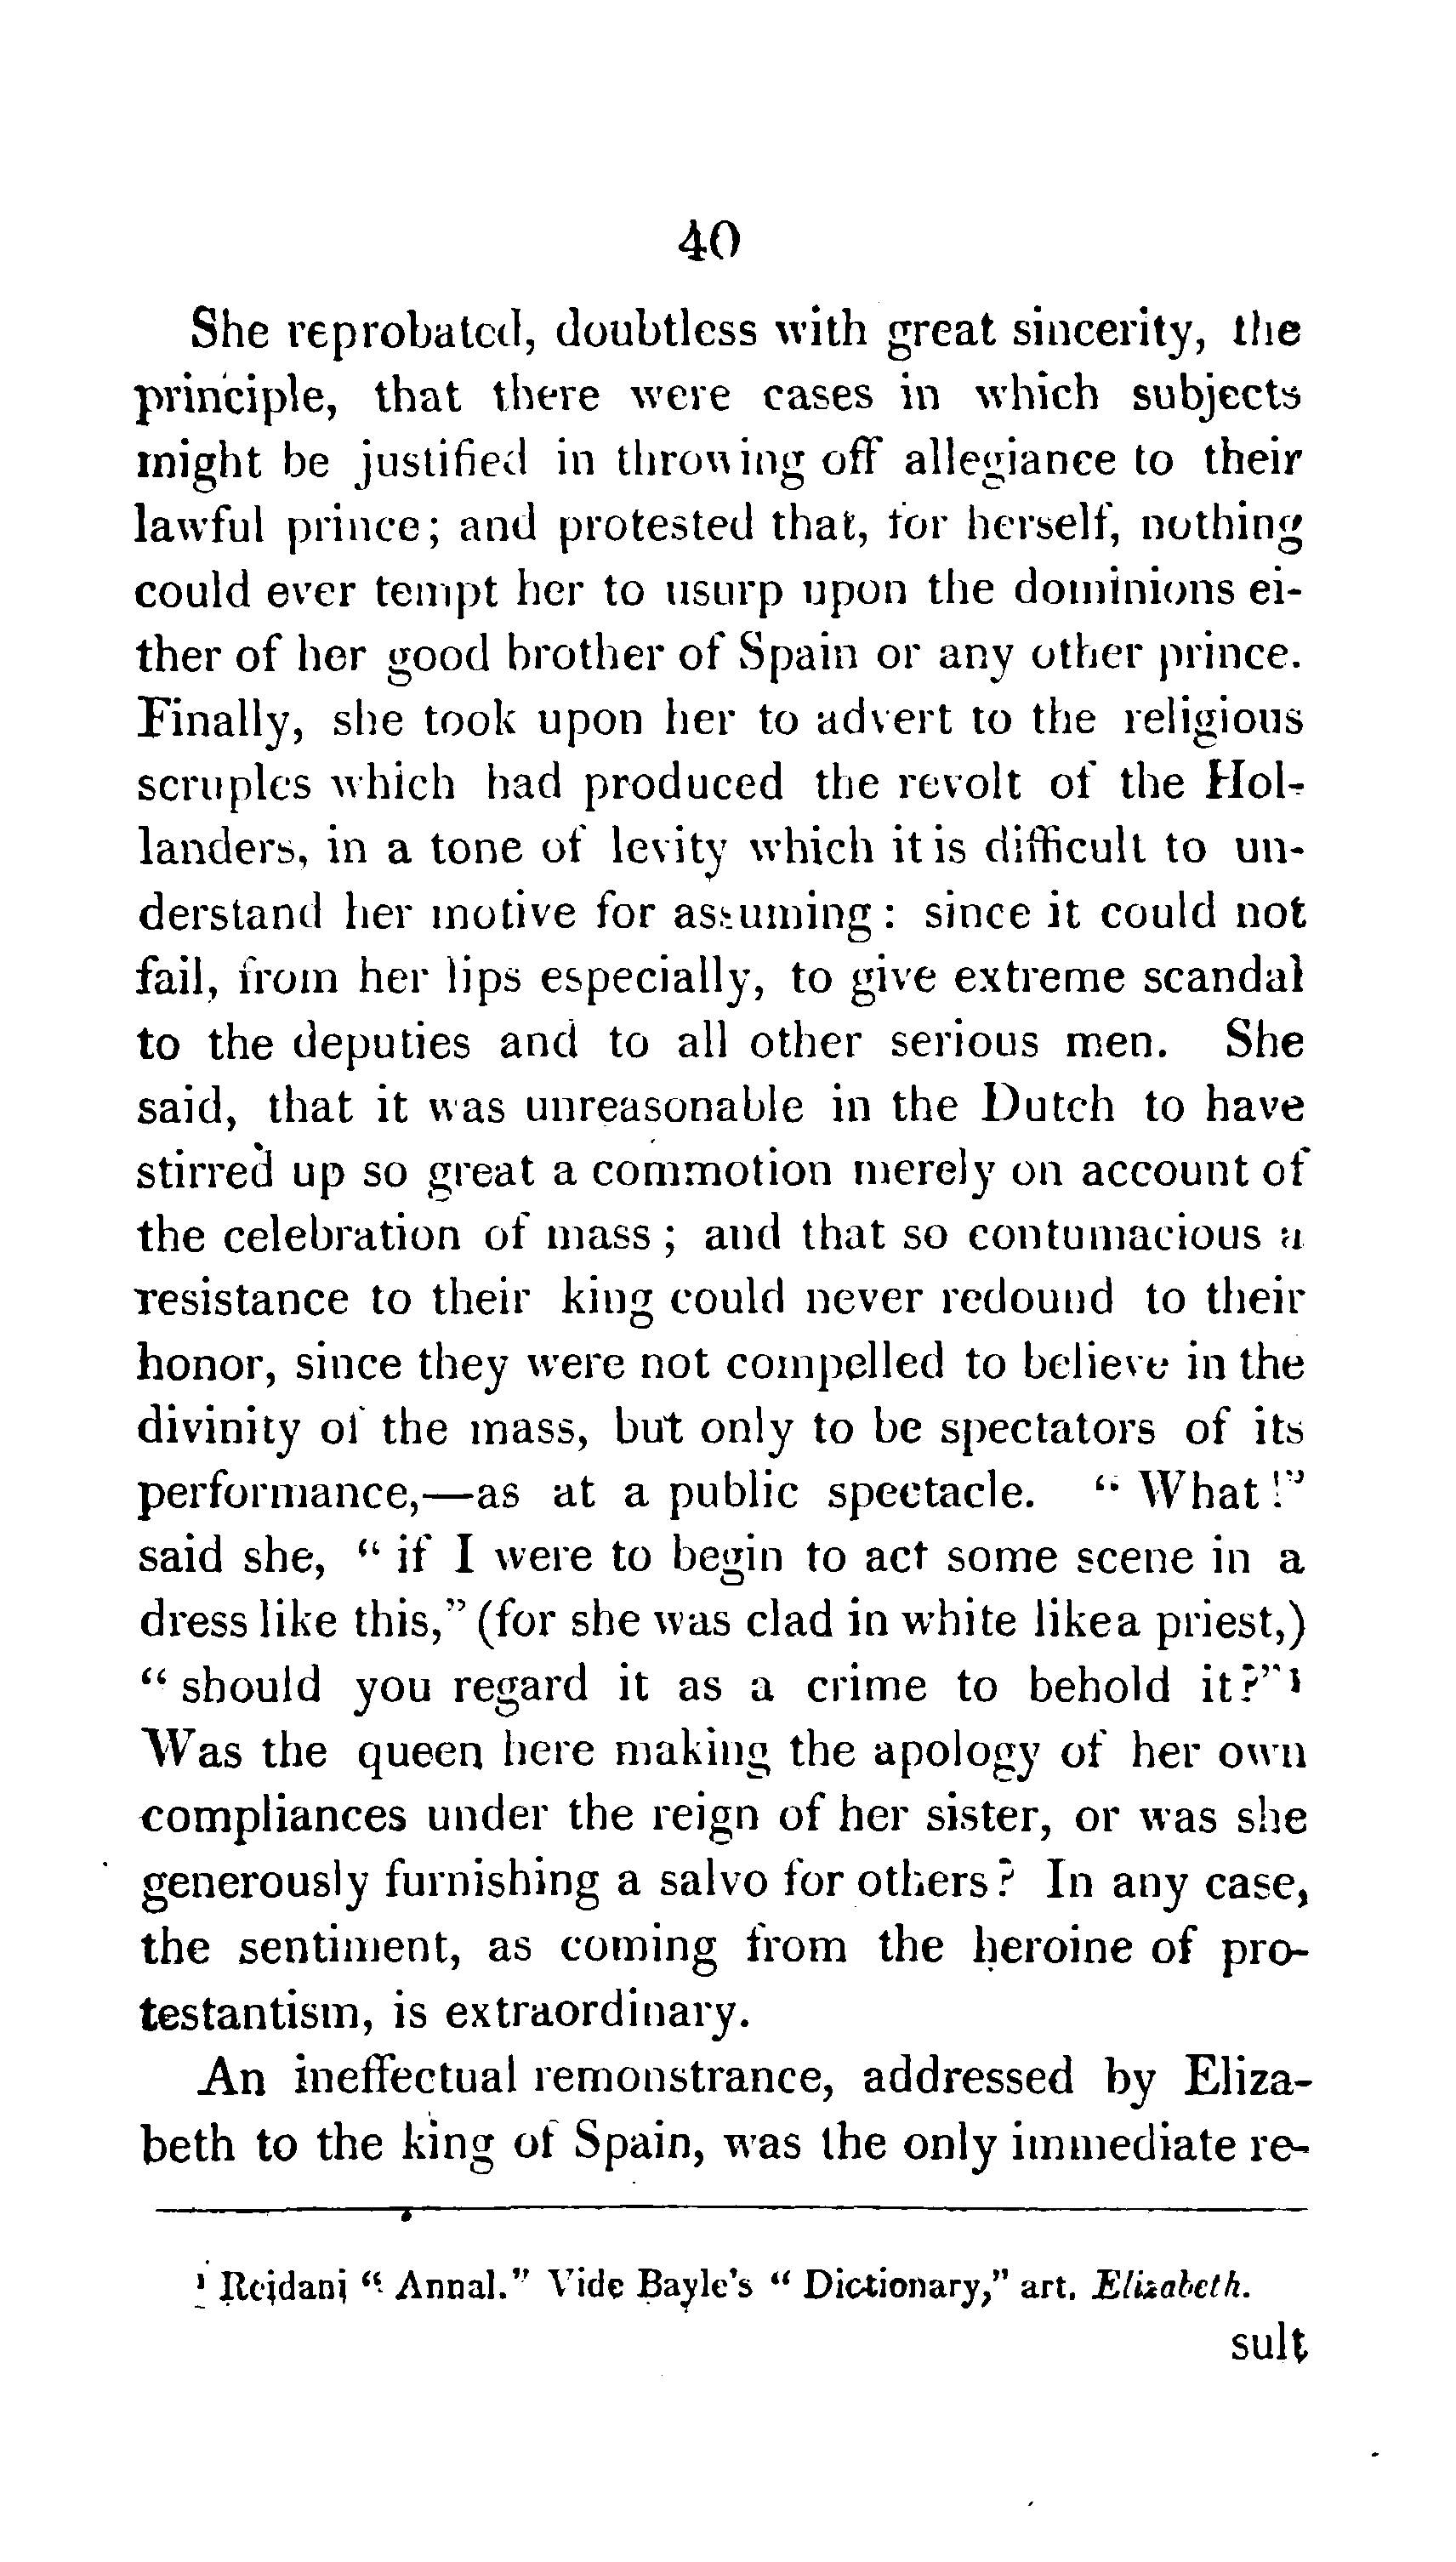 40
She reprobated, doubtless with great sincerity, the
principle, that there were cases in which subjects
might be justified in throwing off allegiance to their
lawful prince; and protested that, for herself, nothing
could ever tempt her to usurp upon the dominions ei-
ther of her good brother of Spain or any other prince.
Finally, she took upon her to advert to the religious
scruples which had produced the revolt of the Hol-
landers, in a tone of levity which it is difficult to un-
derstand her motive for assuming: since it could not
fail, from her lips especially, to give extreme scandal
to the deputies and to all other serious men. She
said, that it was unreasonable in the Dutch to have
stirred up so great a commotion merely on account of
the celebration of mass; and that so contumacious a
resistance to their king could never redound to their
honor, since they were not compelled to believe in the
divinity of the mass, but only to be spectators of its
performance,—as at a public spectacle. “ What!”
said she, “ if I were to begin to act some scene in a
dress like this,” (for she was clad in white like a priest,)
“ should you regard it as a crime to behold it?”¹
Was the queen here making the apology of her own
compliances under the reign of her sister, or was she
generously furnishing a salvo for others? In any case,
the sentiment, as coming from the heroine of pro-
testantism, is extraordinary.
An ineffectual remonstrance, addressed by Eliza-
beth to the king of Spain, was the only immediate re-
¹ Reidani “ Annal.” Vide Bayle's “ Dictionary,” art. Elizabeth.
sult